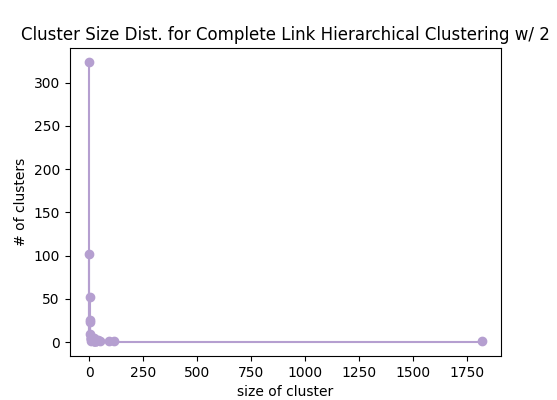 Cluster Size Dist. for Complete Link Hierarchical Clustering w/ 2
300
250
200
150
100
50
0
# of clusters
0 250 500 750 1000 1250 1500 1750
size of cluster